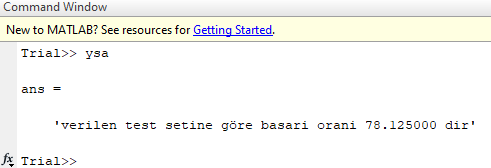 Command Window
New to MATLAB? See resources for Getting Started.
Trial>> ysa
ans =
'verilen test setine göre basari orani 78.125000 dir'
fx Trial>>